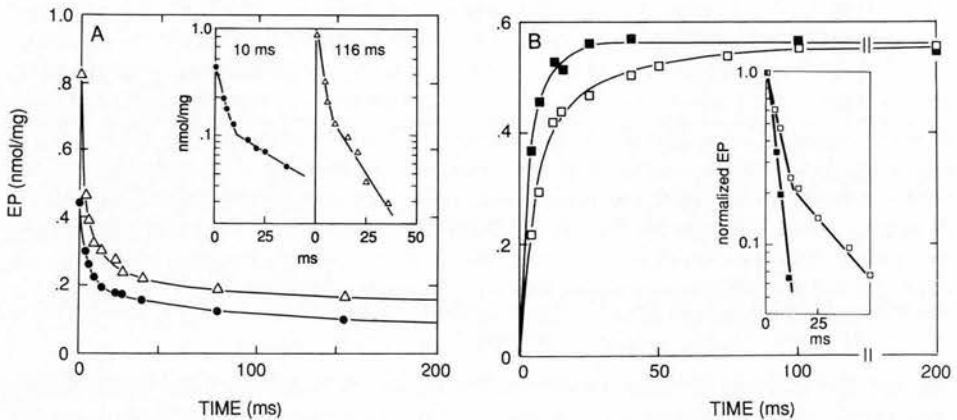 A
EP (nmol/mg)
1.0
.8
.6
.4
.2
0
0 50 100 150 200
TIME (ms)
10 ms
116 ms
nmol/mg
1.0
.1
0 25 0 25 50
ms
B
.6
.4
.2
0
0 50 100 200
TIME (ms)
normalized EP
1.0
0.1
0 25
ms